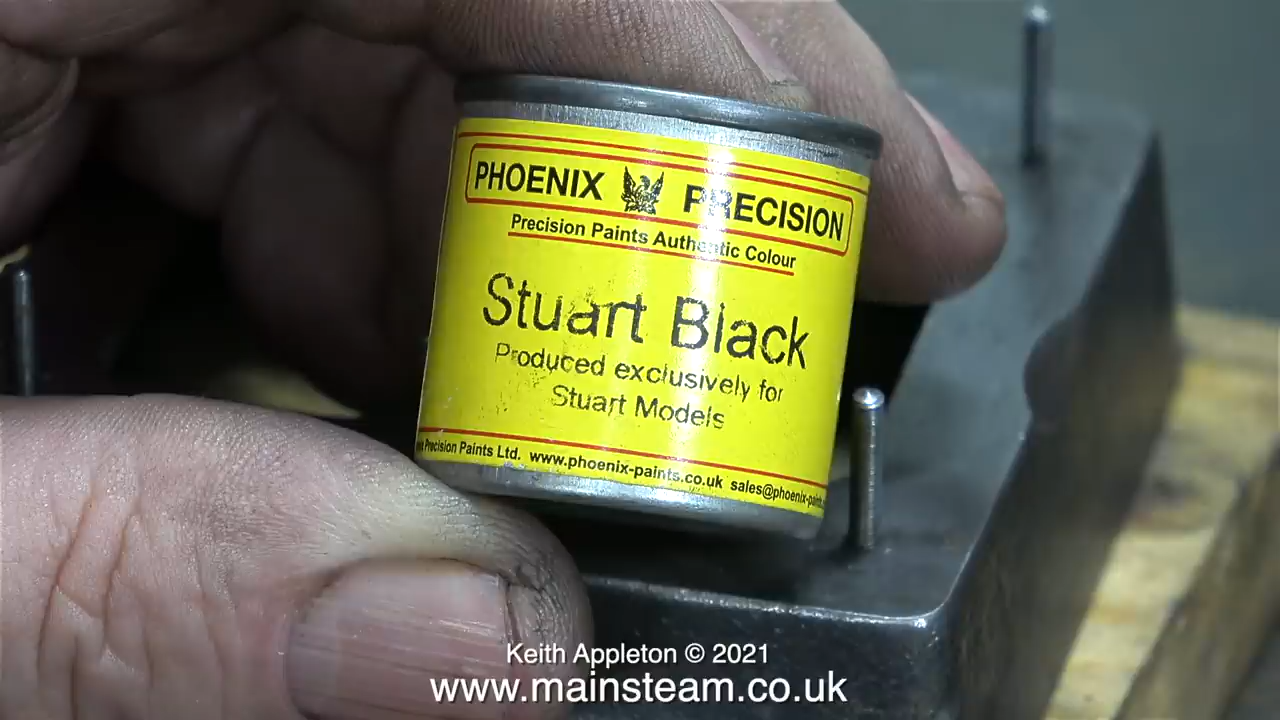 PHOENIX PRECISION
Precision Paints Authentic Colour
Stuart Black
Produced exclusively for
Stuart Models
Precision Paints Ltd. www.phoenix-paints.co.uk
Keith Appleton © 2021
www.mainsteam.co.uk